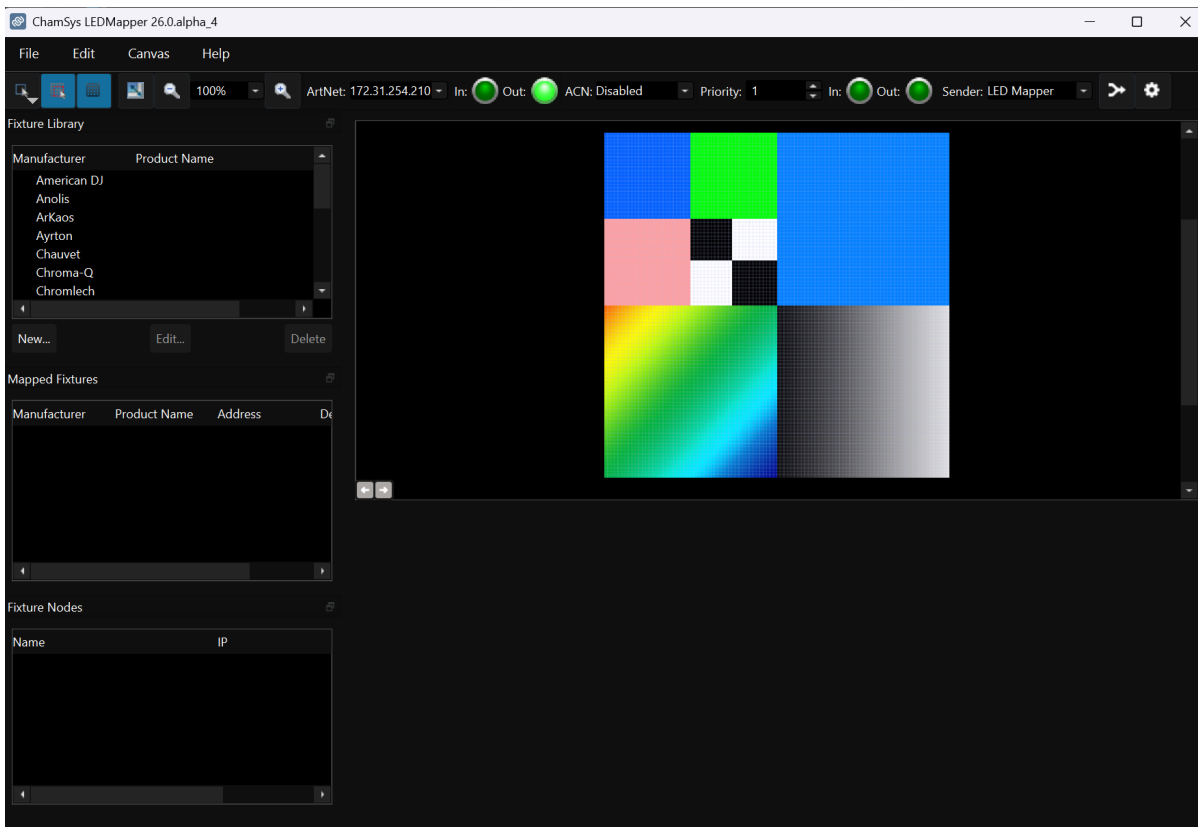 ChamSys LEDMapper 26.0.alpha_4
File Edit Canvas Help
100% ArtNet: 172.31.254.210 In: Out: ACN: Disabled Priority: 1 In: Out: Sender: LED Mapper
Fixture Library
Manufacturer Product Name
American DJ
Anolis
ArKaos
Ayrton
Chauvet
Chroma-Q
Chromlech
New... Edit... Delete
Mapped Fixtures
Manufacturer Product Name Address De
Fixture Nodes
Name IP